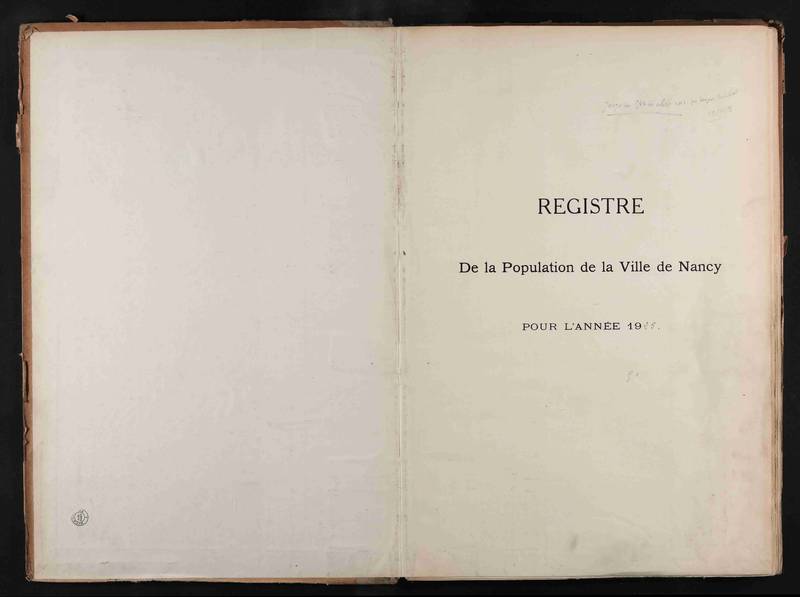 REGISTRE
De la Population de la Ville de Nancy
POUR L'ANNÉE 19